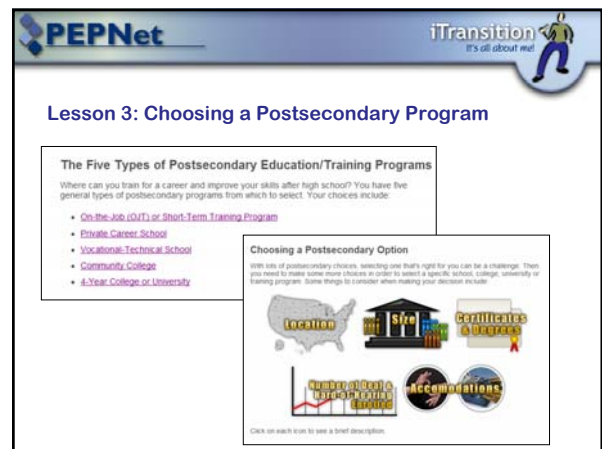 PEPNet
iTransition
It's all about me!
Lesson 3: Choosing a Postsecondary Program
The Five Types of Postsecondary Education/Training Programs
Where can you train for a career and improve your skills after high school? You have five
general types of postsecondary programs from which to select. Your choices include:
On-the-Job (OJT) or Short-Term Training Program
Private Career School
Vocational-Technical School
Community College
4-Year College or University
Choosing a Postsecondary Option
With lots of postsecondary choices, selecting one that's right for you can be a challenge. Then
you need to make some more choices in order to select a specific school, college, university or
training program. Some things to consider when making your decision include:
Location
Size
Certificates
& Degrees
Number of Deaf &
Hard-of-Hearing
Enrolled
Accomodations
Click on each icon to see a brief description.